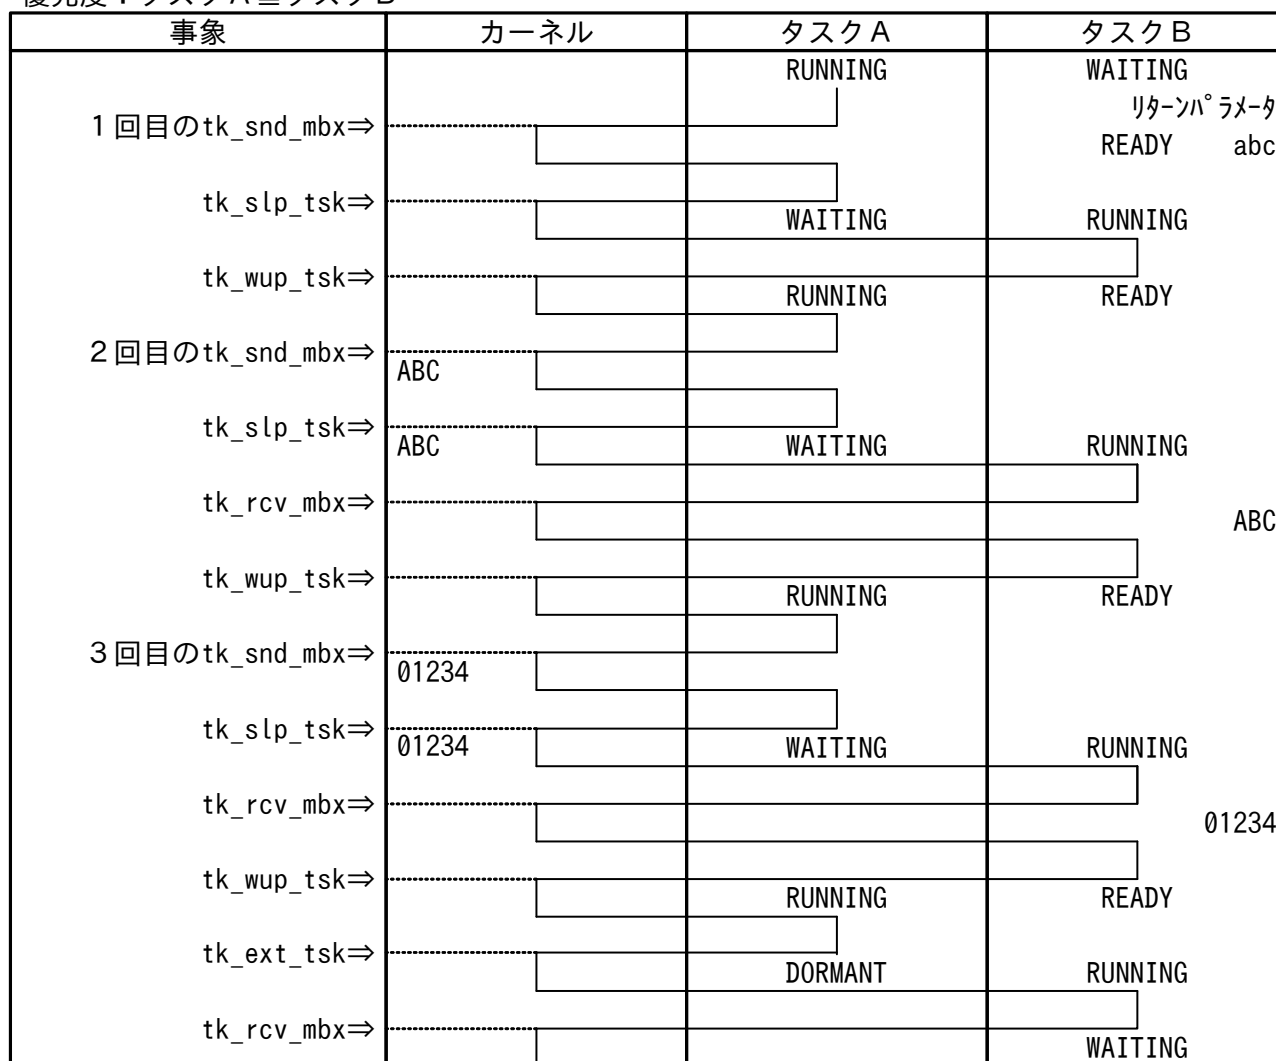 事象 カーネル タスクA タスクB
RUNNING WAITING
リターンパラメータ
1回目のtk_snd_mbx⇒
READY abc
tk_slp_tsk⇒
WAITING RUNNING
tk_wup_tsk⇒
RUNNING READY
2回目のtk_snd_mbx⇒
ABC
tk_slp_tsk⇒
ABC WAITING RUNNING
tk_rcv_mbx⇒
ABC
tk_wup_tsk⇒
RUNNING READY
3回目のtk_snd_mbx⇒
01234
tk_slp_tsk⇒
01234 WAITING RUNNING
tk_rcv_mbx⇒
01234
tk_wup_tsk⇒
RUNNING READY
tk_ext_tsk⇒
DORMANT RUNNING
tk_rcv_mbx⇒
WAITING